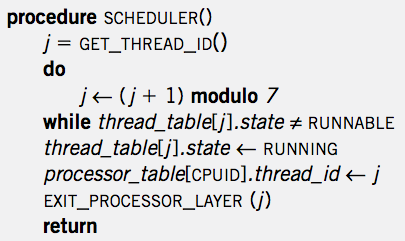 procedure SCHEDULER()
j = GET_THREAD_ID()
do
j ← (j + 1) modulo 7
while thread_table[j].state ≠ RUNNABLE
thread_table[j].state ← RUNNING
processor_table[CPUID].thread_id ← j
EXIT_PROCESSOR_LAYER (j)
return